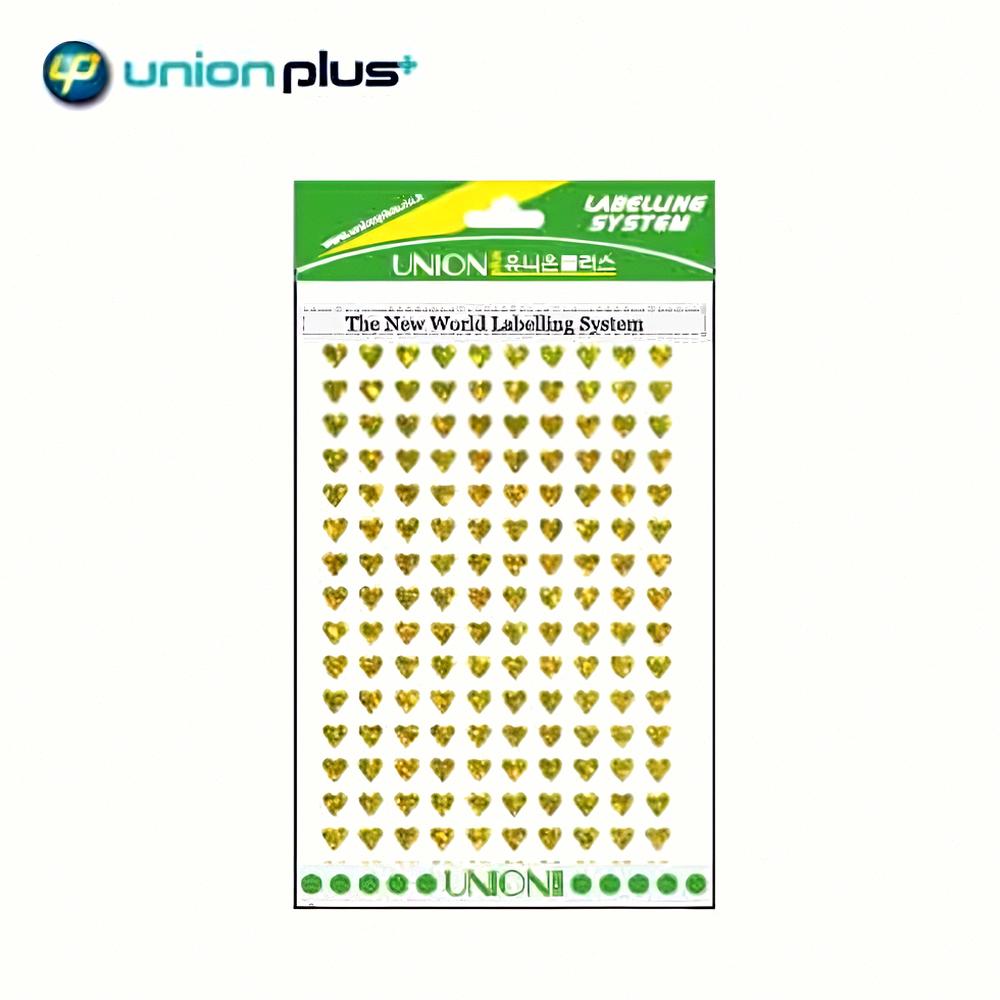 union plus+
LABELLING
SYSTEM
UNION 유니온플러스
The New World Labelling System
UNION